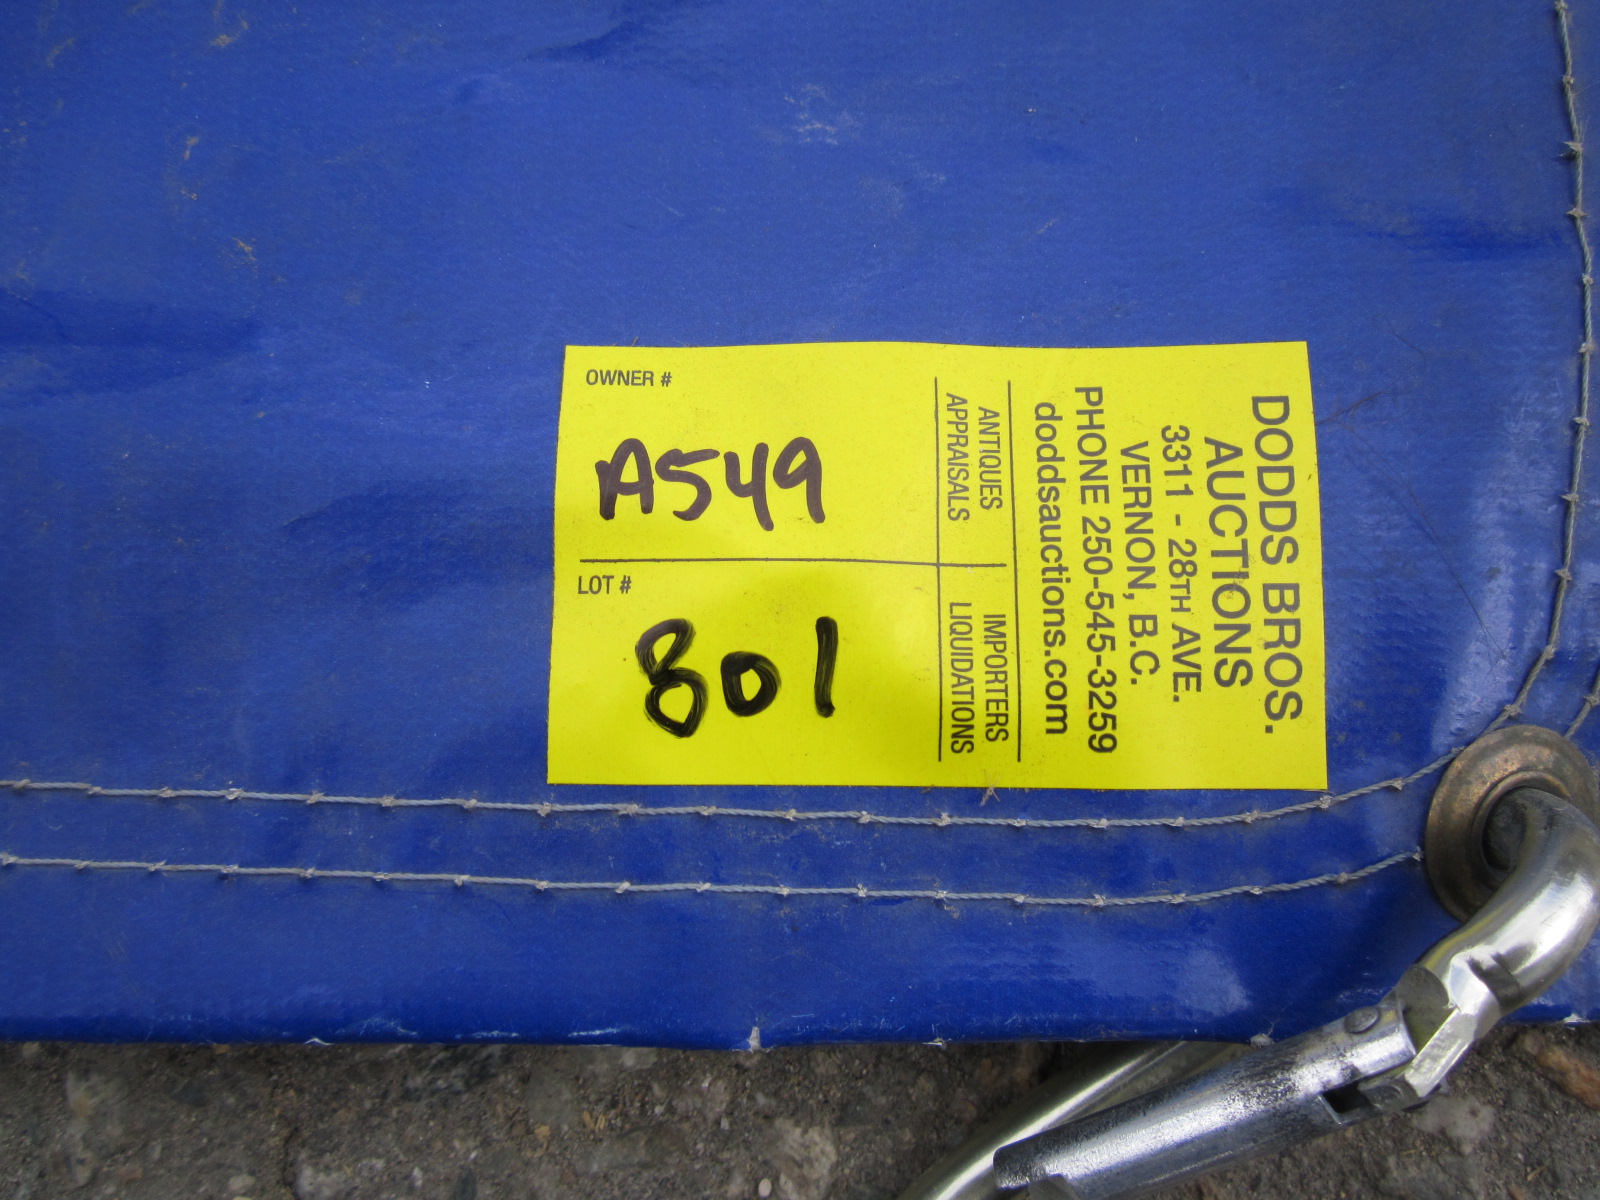 DODDS BROS.
AUCTIONS
3311 - 28TH AVE.
VERNON, B.C.
PHONE 250-545-3259
doddsauctions.com
ANTIQUES
APPRAISALS
IMPORTERS
LIQUIDATIONS
OWNER #
A549
LOT #
801